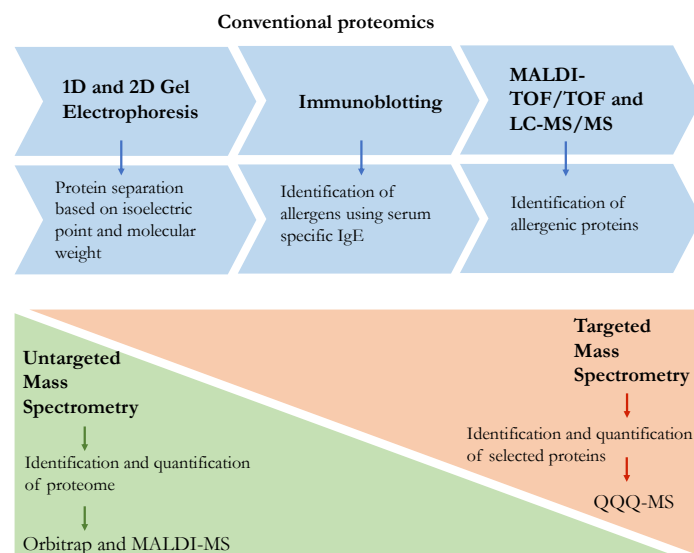 Conventional proteomics
1D and 2D Gel
Electrophoresis
Immunoblotting
MALDI-
TOF/TOF and
LC-MS/MS
Protein separation
based on isoelectric
point and molecular
weight
Identification of
allergens using serum
specific IgE
Identification of
allergenic proteins
Untargeted
Mass
Spectrometry
Identification and quantification
of proteome
Orbitrap and MALDI-MS
Targeted
Mass
Spectrometry
Identification and quantification
of selected proteins
QQQ-MS